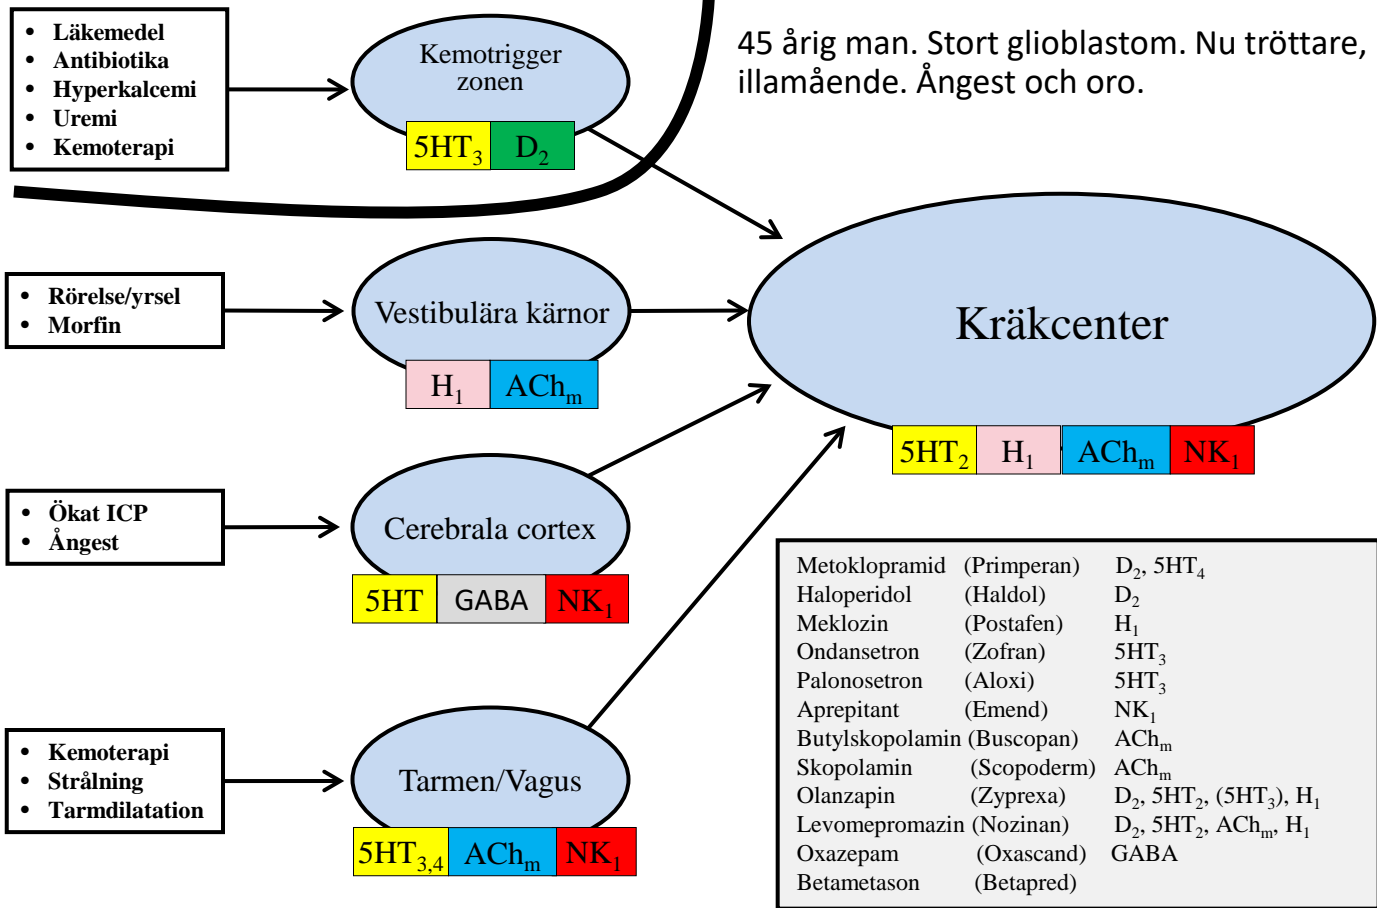 • Läkemedel
• Antibiotika
• Hyperkalcemi
• Uremi
• Kemoterapi
Kemotrigger
zonen
5HT₃ D₂
45 årig man. Stort glioblastom. Nu tröttare,
illamående. Ångest och oro.
• Rörelse/yrsel
• Morfin
Vestibulära kärnor
H₁ AChₘ
Kräkcenter
5HT₂ H₁ AChₘ NK₁
• Ökat ICP
• Ångest
Cerebrala cortex
5HT GABA NK₁
• Kemoterapi
• Strålning
• Tarmdilatation
Tarmen/Vagus
5HT₃,₄ AChₘ NK₁
Metoklopramid (Primperan) D₂, 5HT₄
Haloperidol (Haldol) D₂
Meklozin (Postafen) H₁
Ondansetron (Zofran) 5HT₃
Palonosetron (Aloxi) 5HT₃
Aprepitant (Emend) NK₁
Butylskopolamin (Buscopan) AChₘ
Skopolamin (Scopoderm) AChₘ
Olanzapin (Zyprexa) D₂, 5HT₂, (5HT₃), H₁
Levomepromazin (Nozinan) D₂, 5HT₂, AChₘ, H₁
Oxazepam (Oxascand) GABA
Betametason (Betapred)